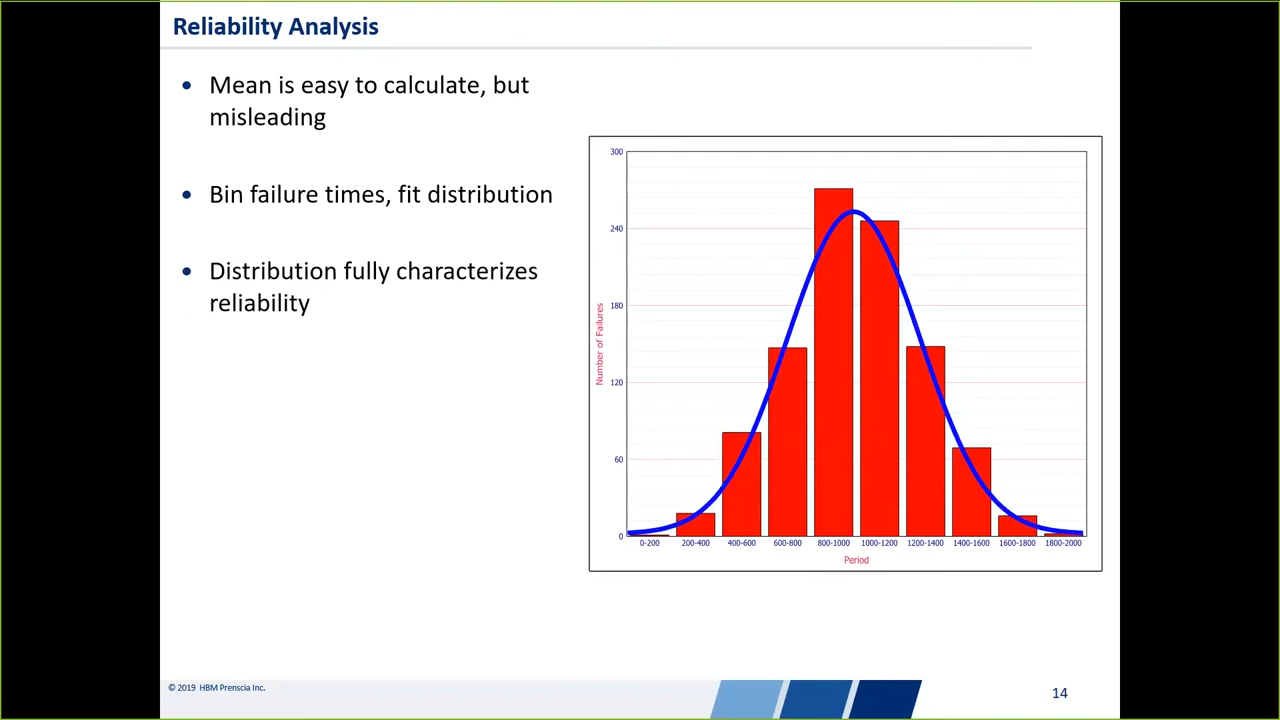 Reliability Analysis
• Mean is easy to calculate, but
misleading
• Bin failure times, fit distribution
• Distribution fully characterizes
reliability
300
240
180
120
60
0
Number of Failures
0-200 200-400 400-600 600-800 800-1000 1000-1200 1200-1400 1400-1600 1600-1800 1800-2000
Period
© 2019 HBM Prenscia Inc.
14